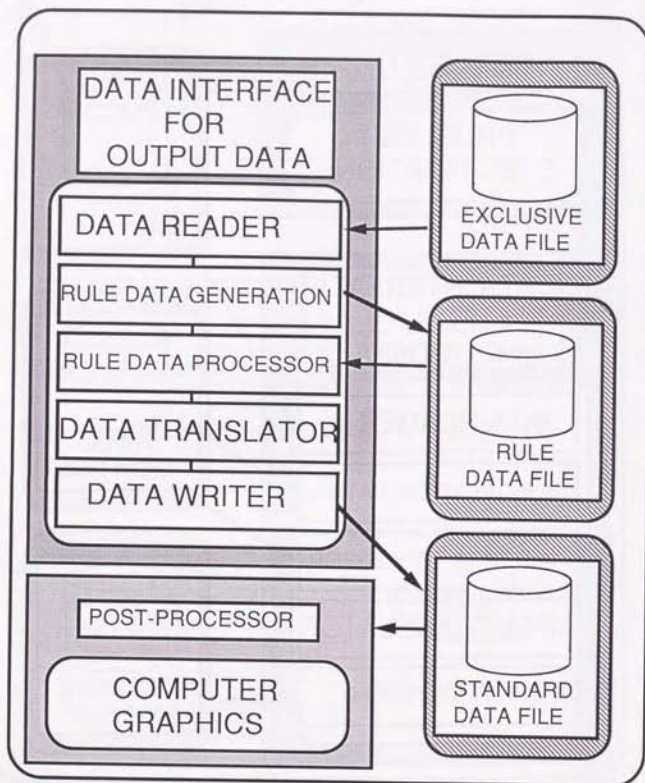 DATA INTERFACE
FOR
OUTPUT DATA
DATA READER
RULE DATA GENERATION
RULE DATA PROCESSOR
DATA TRANSLATOR
DATA WRITER
POST-PROCESSOR
COMPUTER
GRAPHICS
EXCLUSIVE
DATA FILE
RULE
DATA FILE
STANDARD
DATA FILE